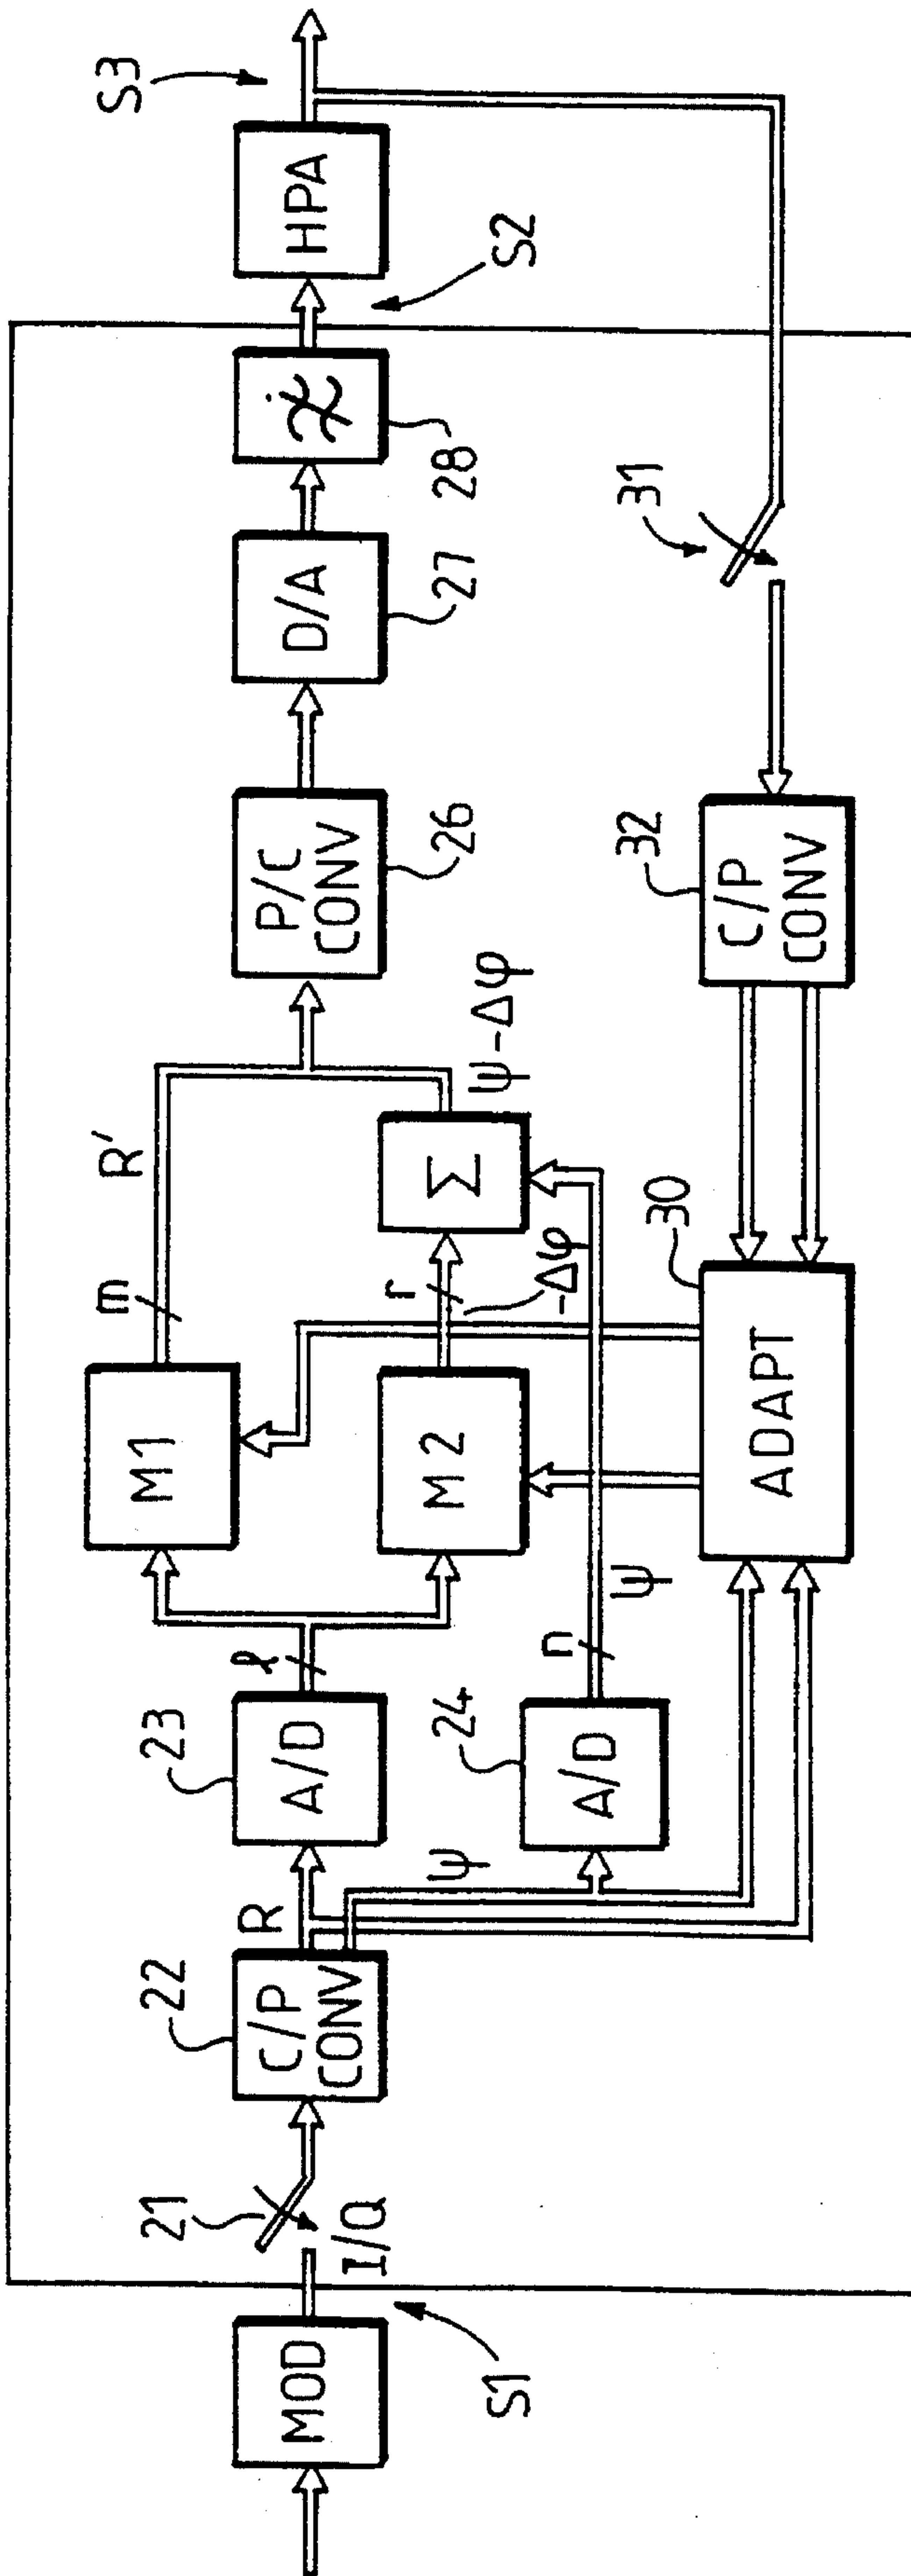 MOD
S1
I/Q
21
C/P
CONV
22
R
ψ
A/D
23
A/D
24
ℓ
n
ψ
M1
M2
m
R'
r
-Δφ
Σ
ψ-Δφ
P/C
CONV
26
D/A
27
28
S2
HPA
S3
31
C/P
CONV
32
ADAPT
30